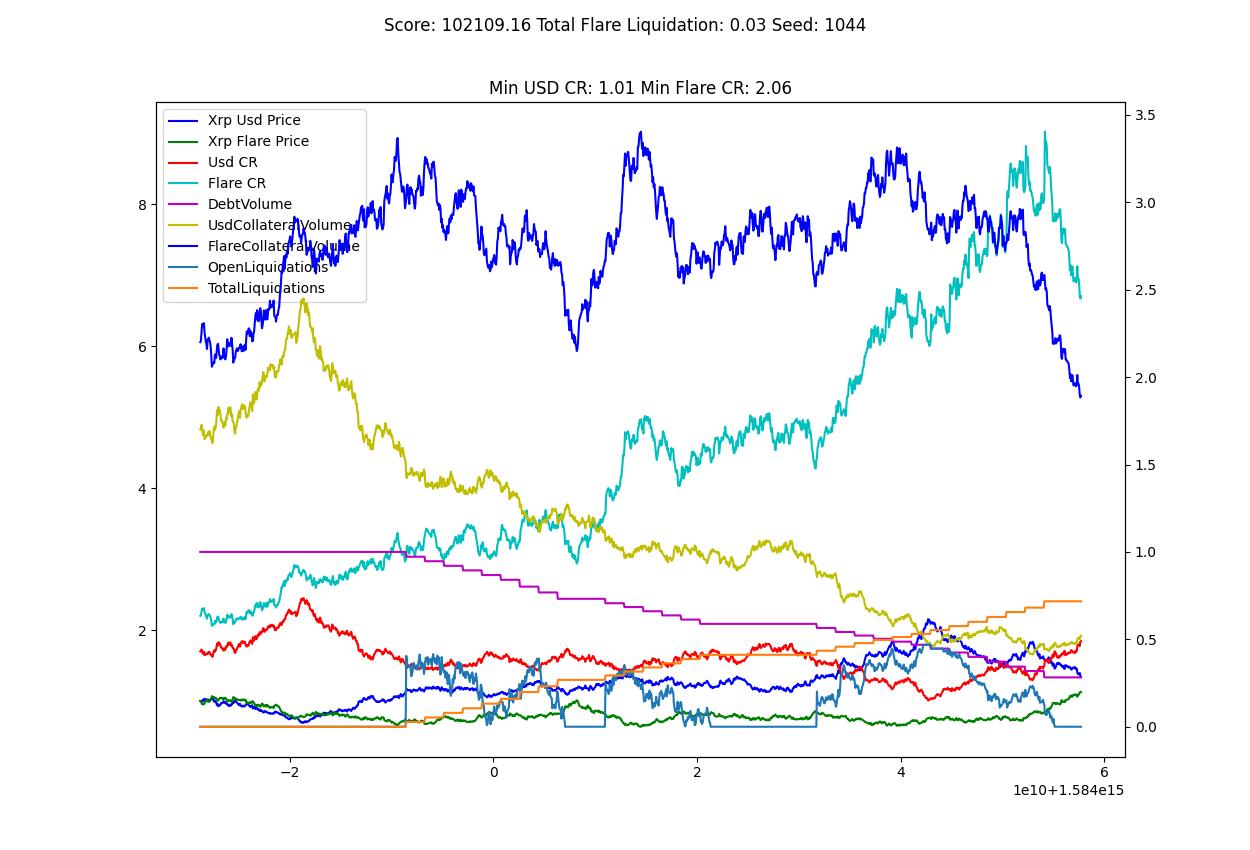 Score: 102109.16 Total Flare Liquidation: 0.03 Seed: 1044
Min USD CR: 1.01 Min Flare CR: 2.06
Xrp Usd Price
Xrp Flare Price
Usd CR
Flare CR
DebtVolume
UsdCollateralVolume
FlareCollateralVolume
OpenLiquidations
TotalLiquidations
8
6
4
2
3.5
3.0
2.5
2.0
1.5
1.0
0.5
0.0
−2 0 2 4 6
1e10+1.584e15